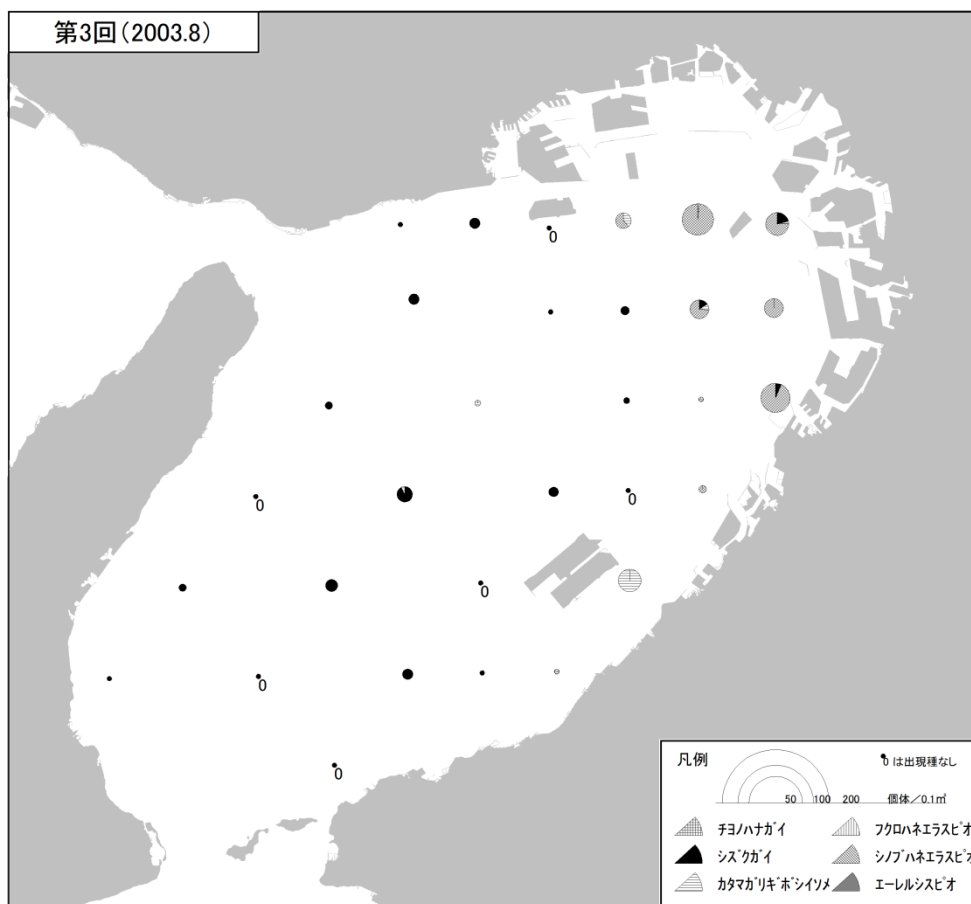 第3回(2003.8)
0
0
0
0
0
0
凡例
0 は出現種なし
50 100 200 個体/0.1㎡
チヨノハナガイ フクロハネエラスピオ
シズクガイ シノブハネエラスピオ
カタマガリギボシイソメ エーレルシスピオ